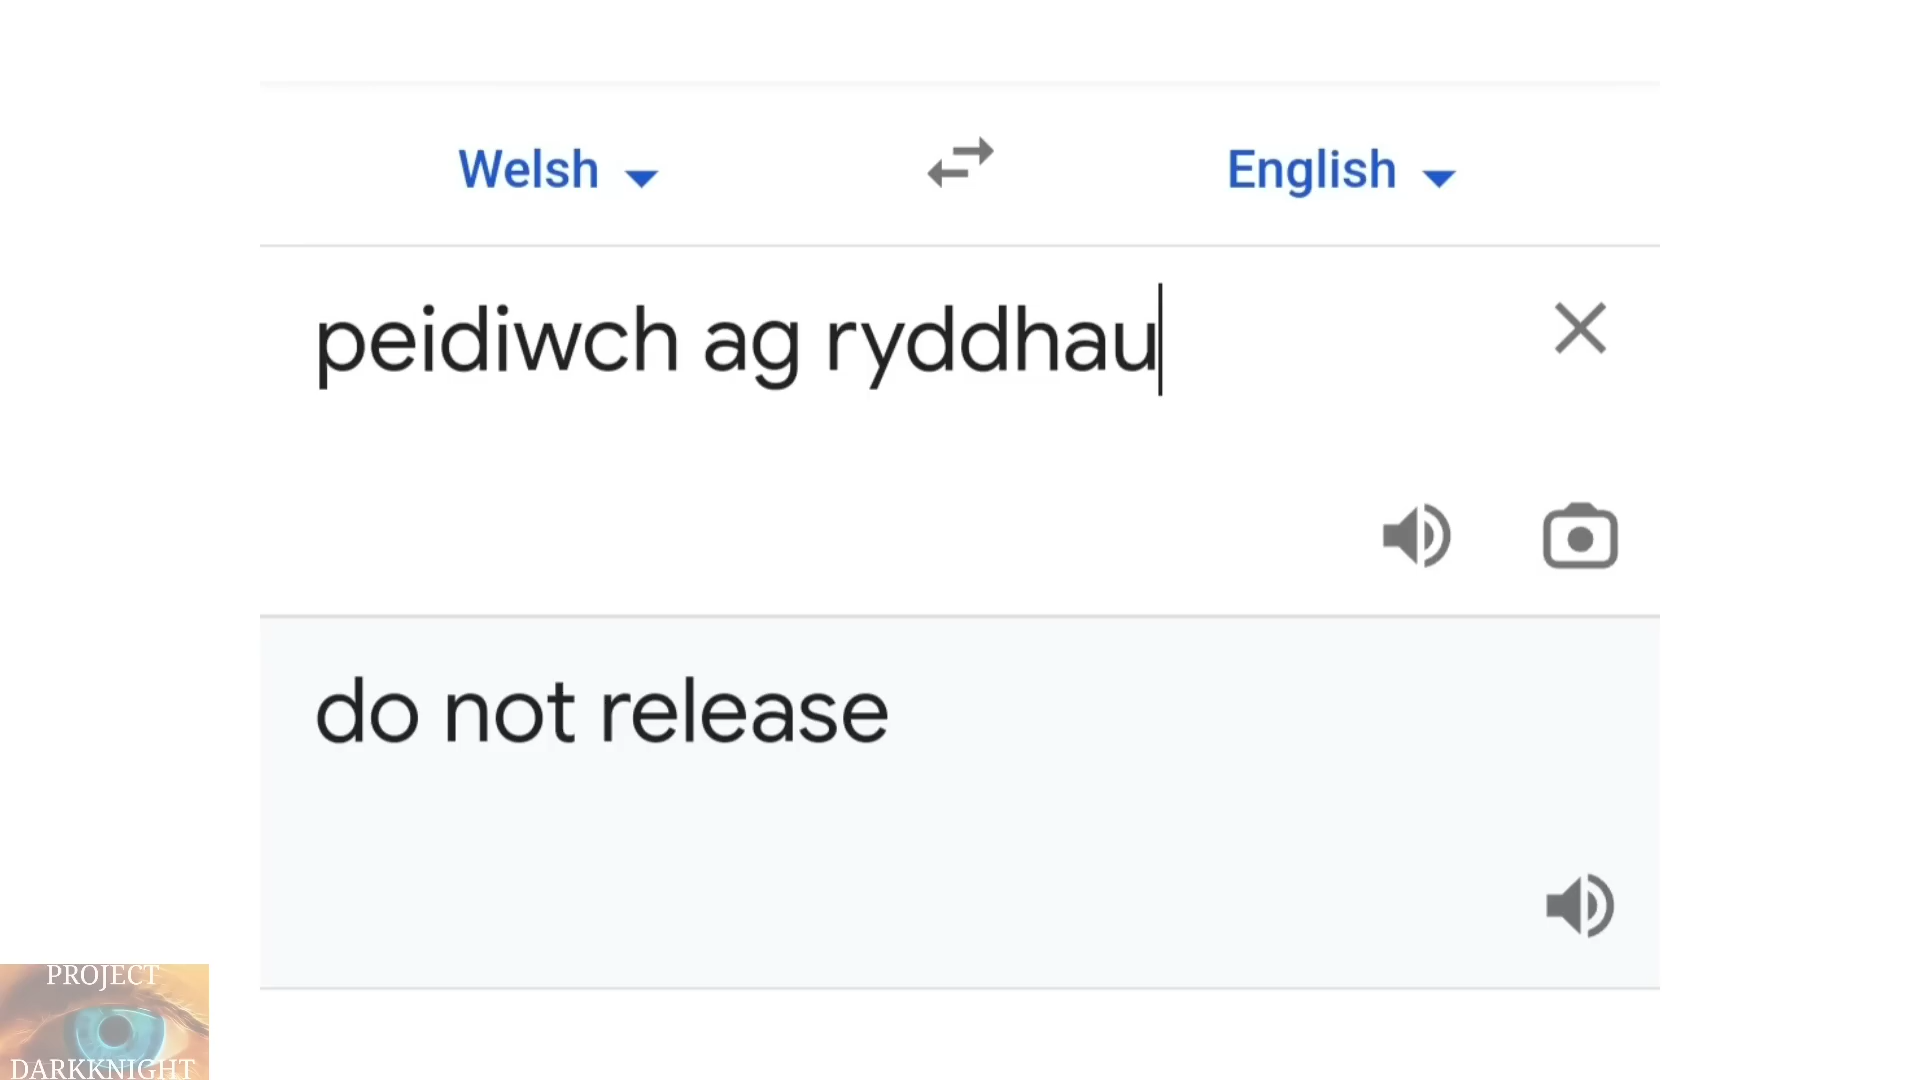 Welsh English
peidiwch ag ryddhau
do not release
PROJECT
DARKKNIGHT